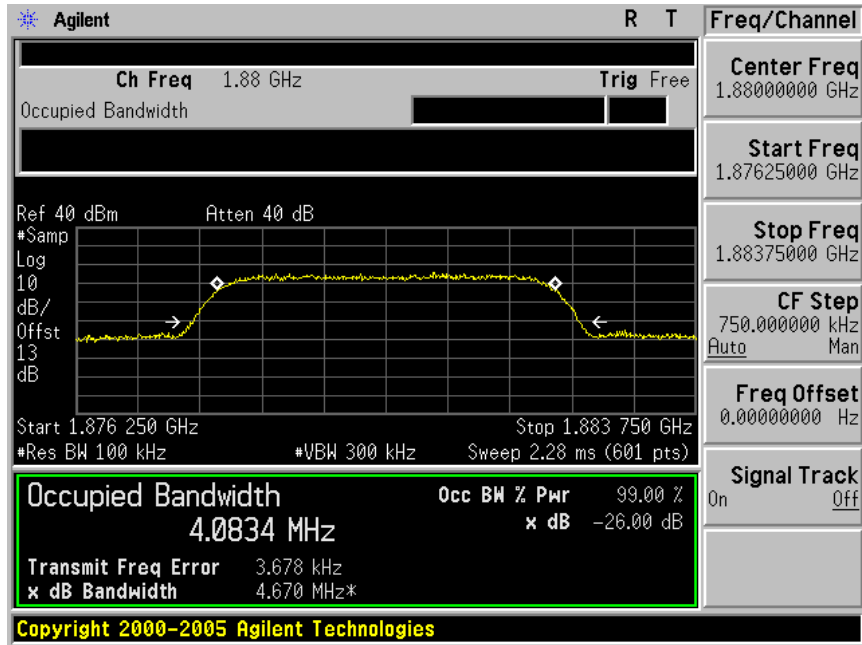 Agilent R T
Freq/Channel
Ch Freq 1.88 GHz Trig Free
Occupied Bandwidth
Center Freq
1.88000000 GHz
Start Freq
1.87625000 GHz
Stop Freq
1.88375000 GHz
CF Step
750.000000 kHz
Auto Man
Freq Offset
0.00000000 Hz
Signal Track
On Off
Ref 40 dBm Atten 40 dB
#Samp
Log
10
dB/
Offst
13
dB
Start 1.876 250 GHz Stop 1.883 750 GHz
#Res BW 100 kHz #VBW 300 kHz Sweep 2.28 ms (601 pts)
Occupied Bandwidth
4.0834 MHz
Occ BW % Pwr 99.00 %
x dB -26.00 dB
Transmit Freq Error 3.678 kHz
x dB Bandwidth 4.670 MHz*
Copyright 2000-2005 Agilent Technologies